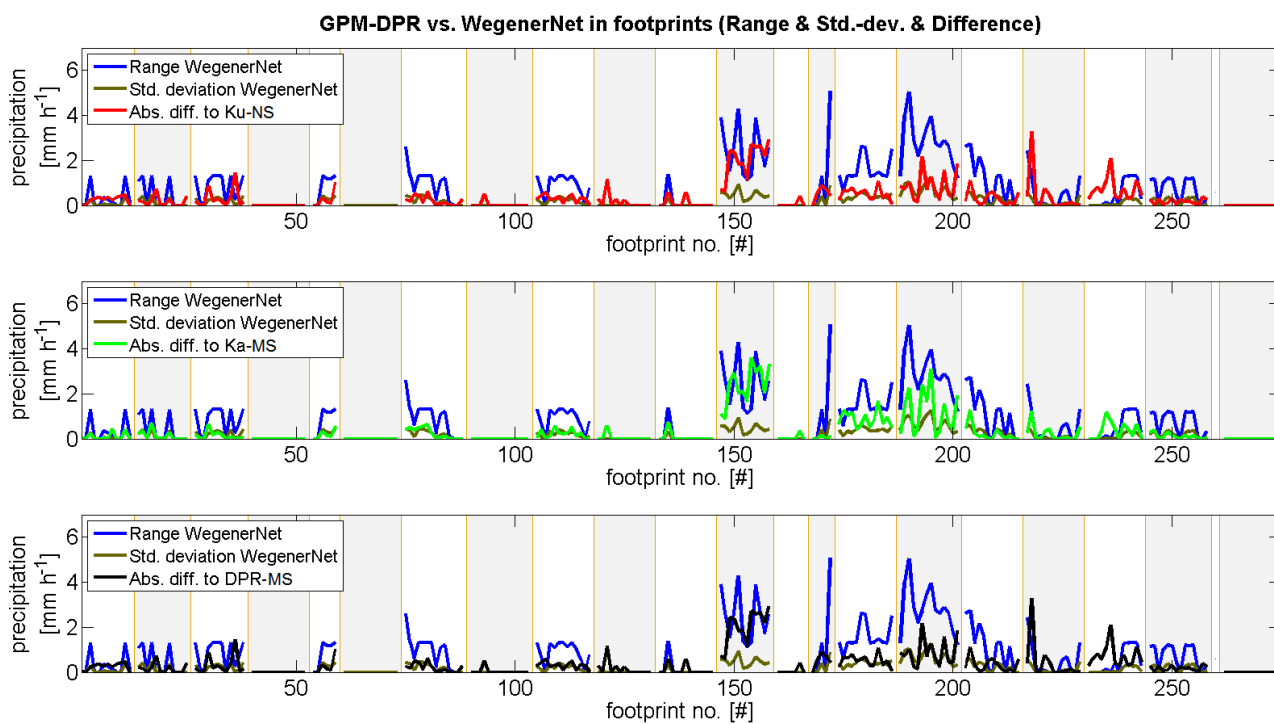 GPM-DPR vs. WegenerNet in footprints (Range & Std.-dev. & Difference)
precipitation
[mm h-1]
6
4
2
0
Range WegenerNet
Std. deviation WegenerNet
Abs. diff. to Ku-NS
50
100
150
200
250
footprint no. [#]
precipitation
[mm h-1]
6
4
2
0
Range WegenerNet
Std. deviation WegenerNet
Abs. diff. to Ka-MS
50
100
150
200
250
footprint no. [#]
precipitation
[mm h-1]
6
4
2
0
Range WegenerNet
Std. deviation WegenerNet
Abs. diff. to DPR-MS
50
100
150
200
250
footprint no. [#]